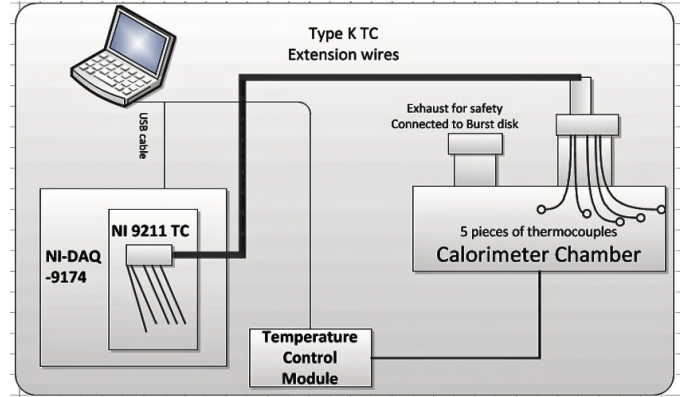 Type K TC
Extension wires
Exhaust for safety
Connected to Burst disk
USB cable
NI 9211 TC
NI-DAQ
-9174
5 pieces of thermocouples
Calorimeter Chamber
Temperature
Control
Module